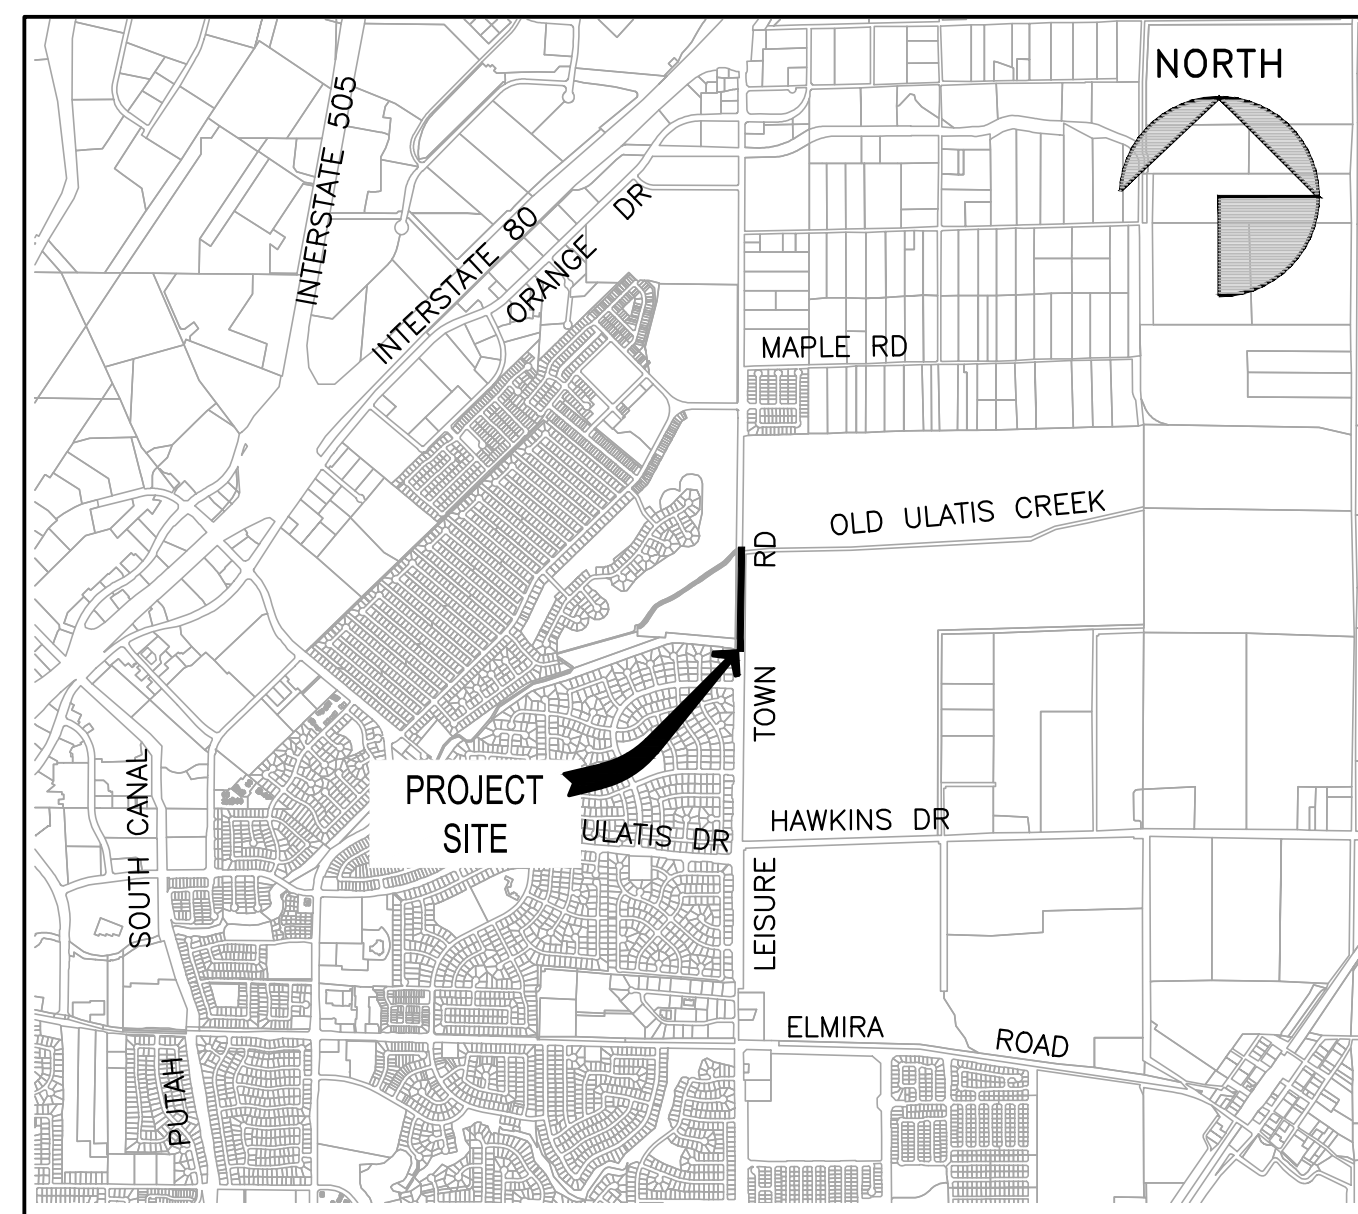 NORTH
INTERSTATE 505
INTERSTATE 80
ORANGE DR
MAPLE RD
OLD ULATIS CREEK
LEISURE TOWN RD
PROJECT
SITE
ULATIS DR
HAWKINS DR
PUTAH SOUTH CANAL
ELMIRA ROAD